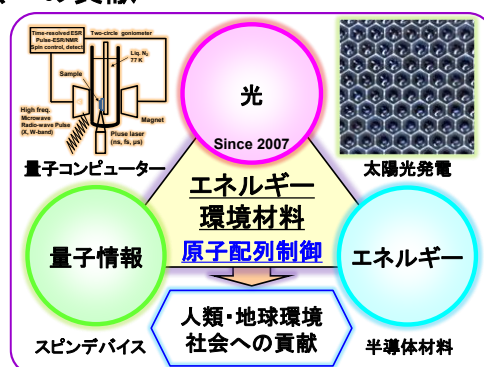 Time-resolved ESR
Pulse-ESR/NMR
Spin control, detect
Two-circle goniometer
Liq. N₂
77 K
Sample
High freq.
Microwave
Radio-wave Pulse
(X, W-band)
Magnet
Pluse laser
(ns, fs, μs)
量子コンピューター
光
Since 2007
太陽光発電
エネルギー
環境材料
原子配列制御
量子情報
エネルギー
スピンデバイス
人類・地球環境
社会への貢献
半導体材料